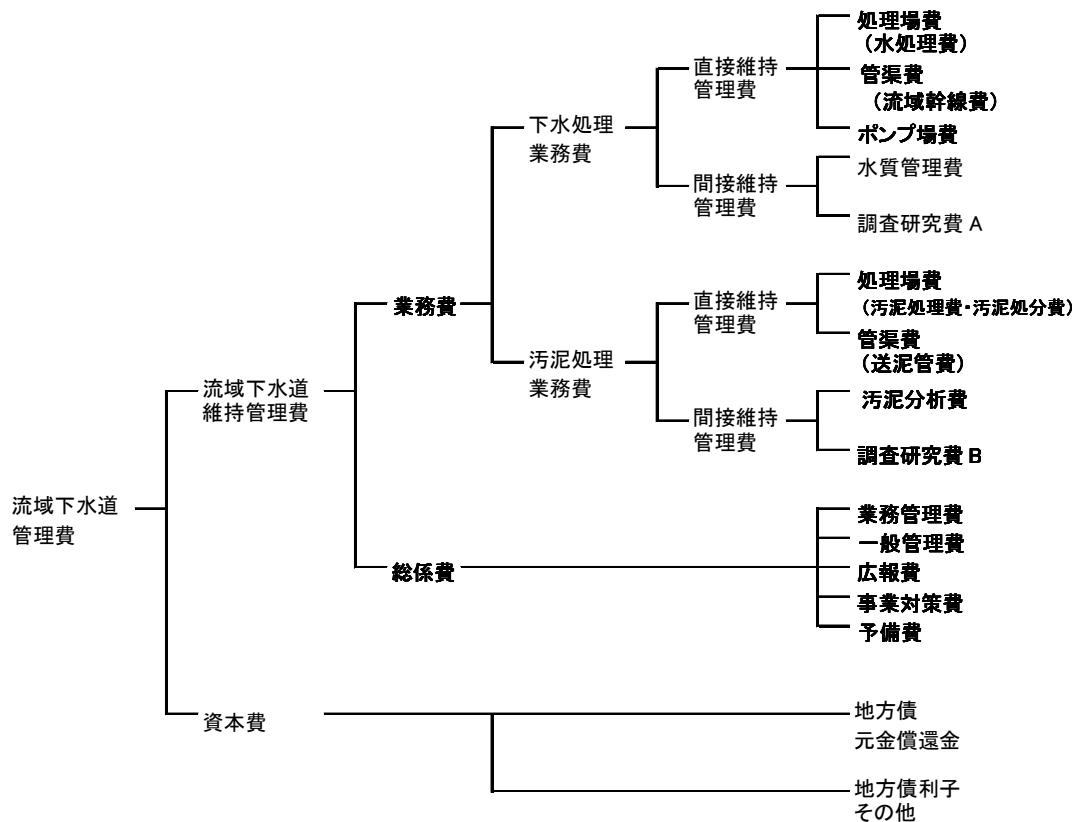 処理場費
（水処理費）
直接維持
管理費
管渠費
（流域幹線費）
下水処理
業務費
ポンプ場費
間接維持
管理費
水質管理費
調査研究費 A
業務費
直接維持
管理費
処理場費
（汚泥処理費・汚泥処分費）
管渠費
（送泥管費）
汚泥処理
業務費
流域下水道
維持管理費
間接維持
管理費
汚泥分析費
調査研究費 B
流域下水道
管理費
総係費
業務管理費
一般管理費
広報費
事業対策費
予備費
資本費
地方債
元金償還金
地方債利子
その他